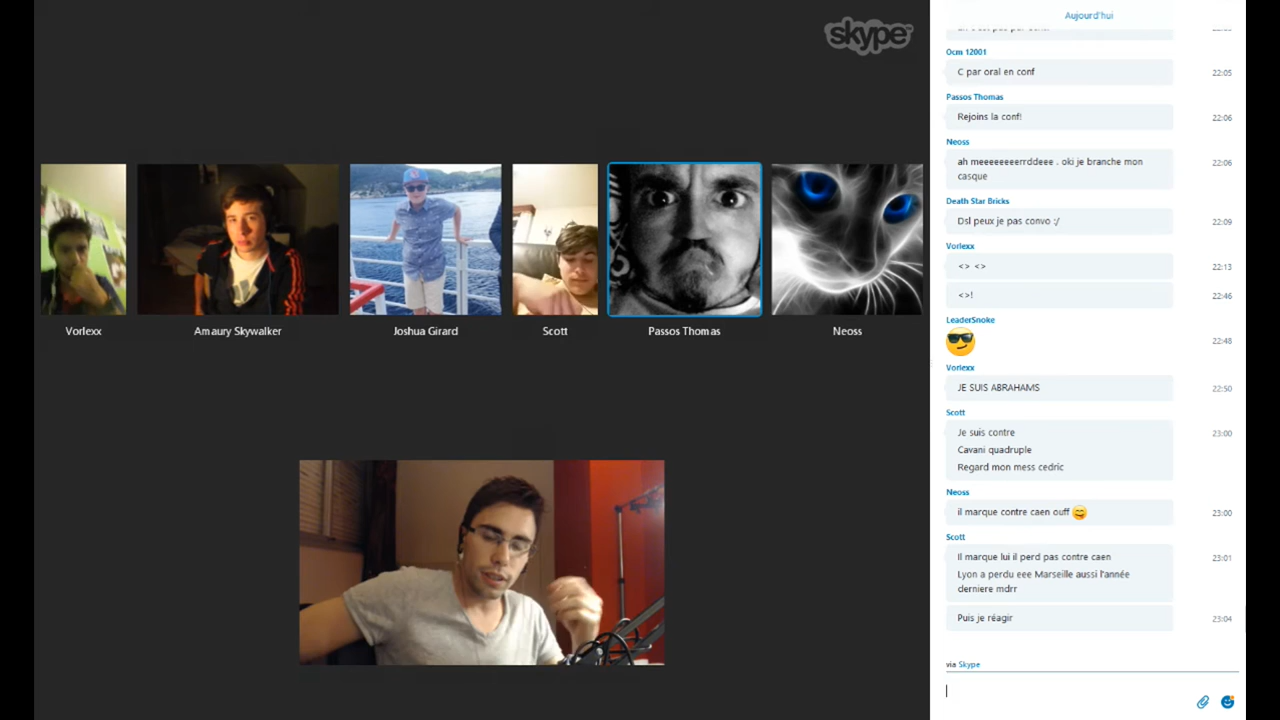 skype
Vorlexx
Amaury Skywalker
Joshua Girard
Scott
Passos Thomas
Neoss
Aujourd'hui
Ocm 12001
C par oral en conf
22:05
Passos Thomas
Rejoins la conf!
22:06
Neoss
ah meeeeeeerrddeee . oki je branche mon
22:06
casque
Death Star Bricks
Dsl peux je pas convo :/
22:09
Vorlexx
<> <>
22:13
<>!
22:46
LeaderSnoke
22:48
Vorlexx
JE SUIS ABRAHAMS
22:50
Scott
Je suis contre
23:00
Cavani quadruple
Regard mon mess cedric
Neoss
il marque contre caen ouff
23:00
Scott
Il marque lui il perd pas contre caen
23:01
Lyon a perdu eee Marseille aussi l'année
derniere mdrr
Puis je réagir
23:04
via Skype